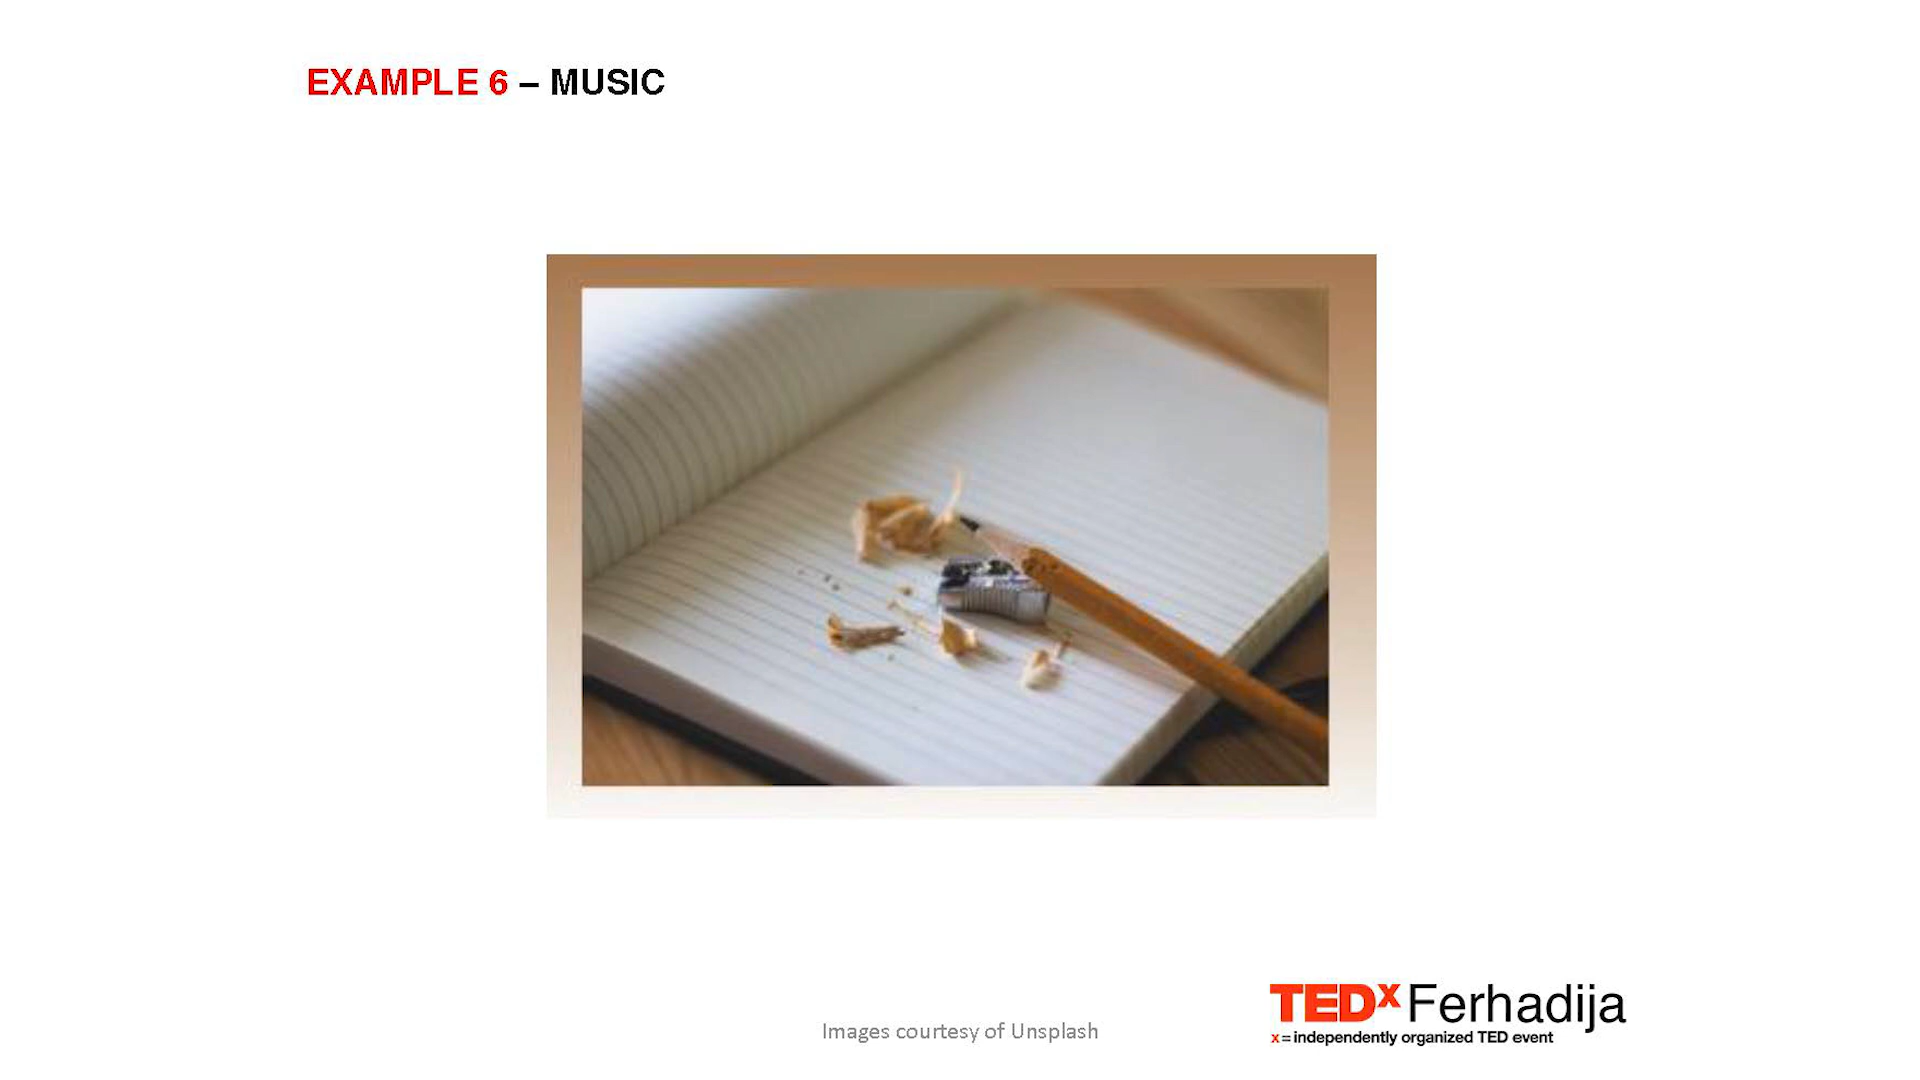 EXAMPLE 6 – MUSIC
Images courtesy of Unsplash
TEDx Ferhadija
x = independently organized TED event